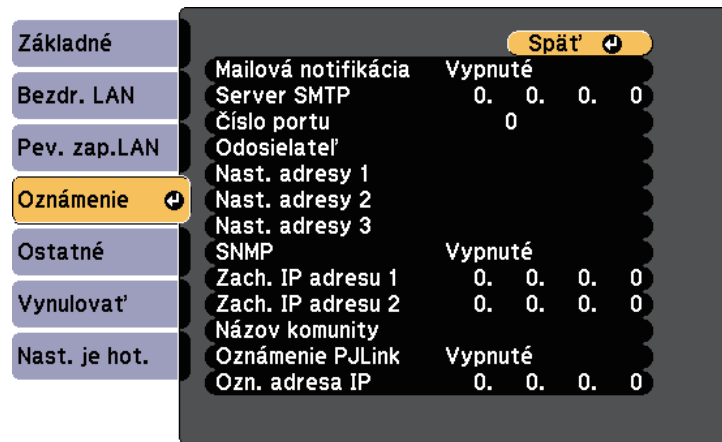 Základné
Bezdr. LAN
Pev. zap.LAN
Oznámenie
Ostatné
Vynulovať
Nast. je hot.
Späť
Mailová notifikácia Vypnuté
Server SMTP 0. 0. 0. 0
Číslo portu 0
Odosielateľ
Nast. adresy 1
Nast. adresy 2
Nast. adresy 3
SNMP Vypnuté
Zach. IP adresu 1 0. 0. 0. 0
Zach. IP adresu 2 0. 0. 0. 0
Názov komunity
Oznámenie PJLink Vypnuté
Ozn. adresa IP 0. 0. 0. 0